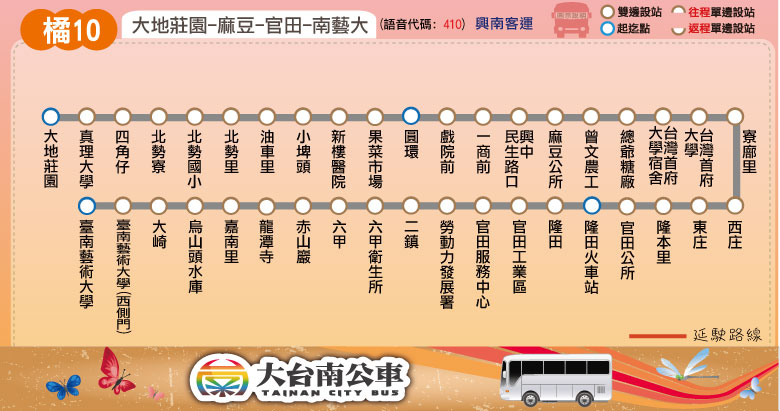 橘10
大地莊園-麻豆-官田-南藝大
(語音代碼: 410)
興南客運
雙邊設站
往程單邊設站
起迄點
返程單邊設站
大地莊園
真理大學
四角仔
北勢寮
北勢國小
北勢里
油車里
小埤頭
新樓醫院
果菜市場
圓環
戲院前
一商前
興中
民生路口
麻豆公所
曾文農工
總爺糖廠
台灣首府
大學宿舍
台灣首府
大學
寮廍里
臺南藝術大學
臺南藝術大學(西側門)
大崎
烏山頭水庫
嘉南里
龍潭寺
赤山巖
六甲
六甲衛生所
二鎮
勞動力發展署
官田服務中心
官田工業區
隆田
隆田火車站
官田公所
隆本里
東庄
西庄
延駛路線
大台南公車
TAINAN CITY BUS